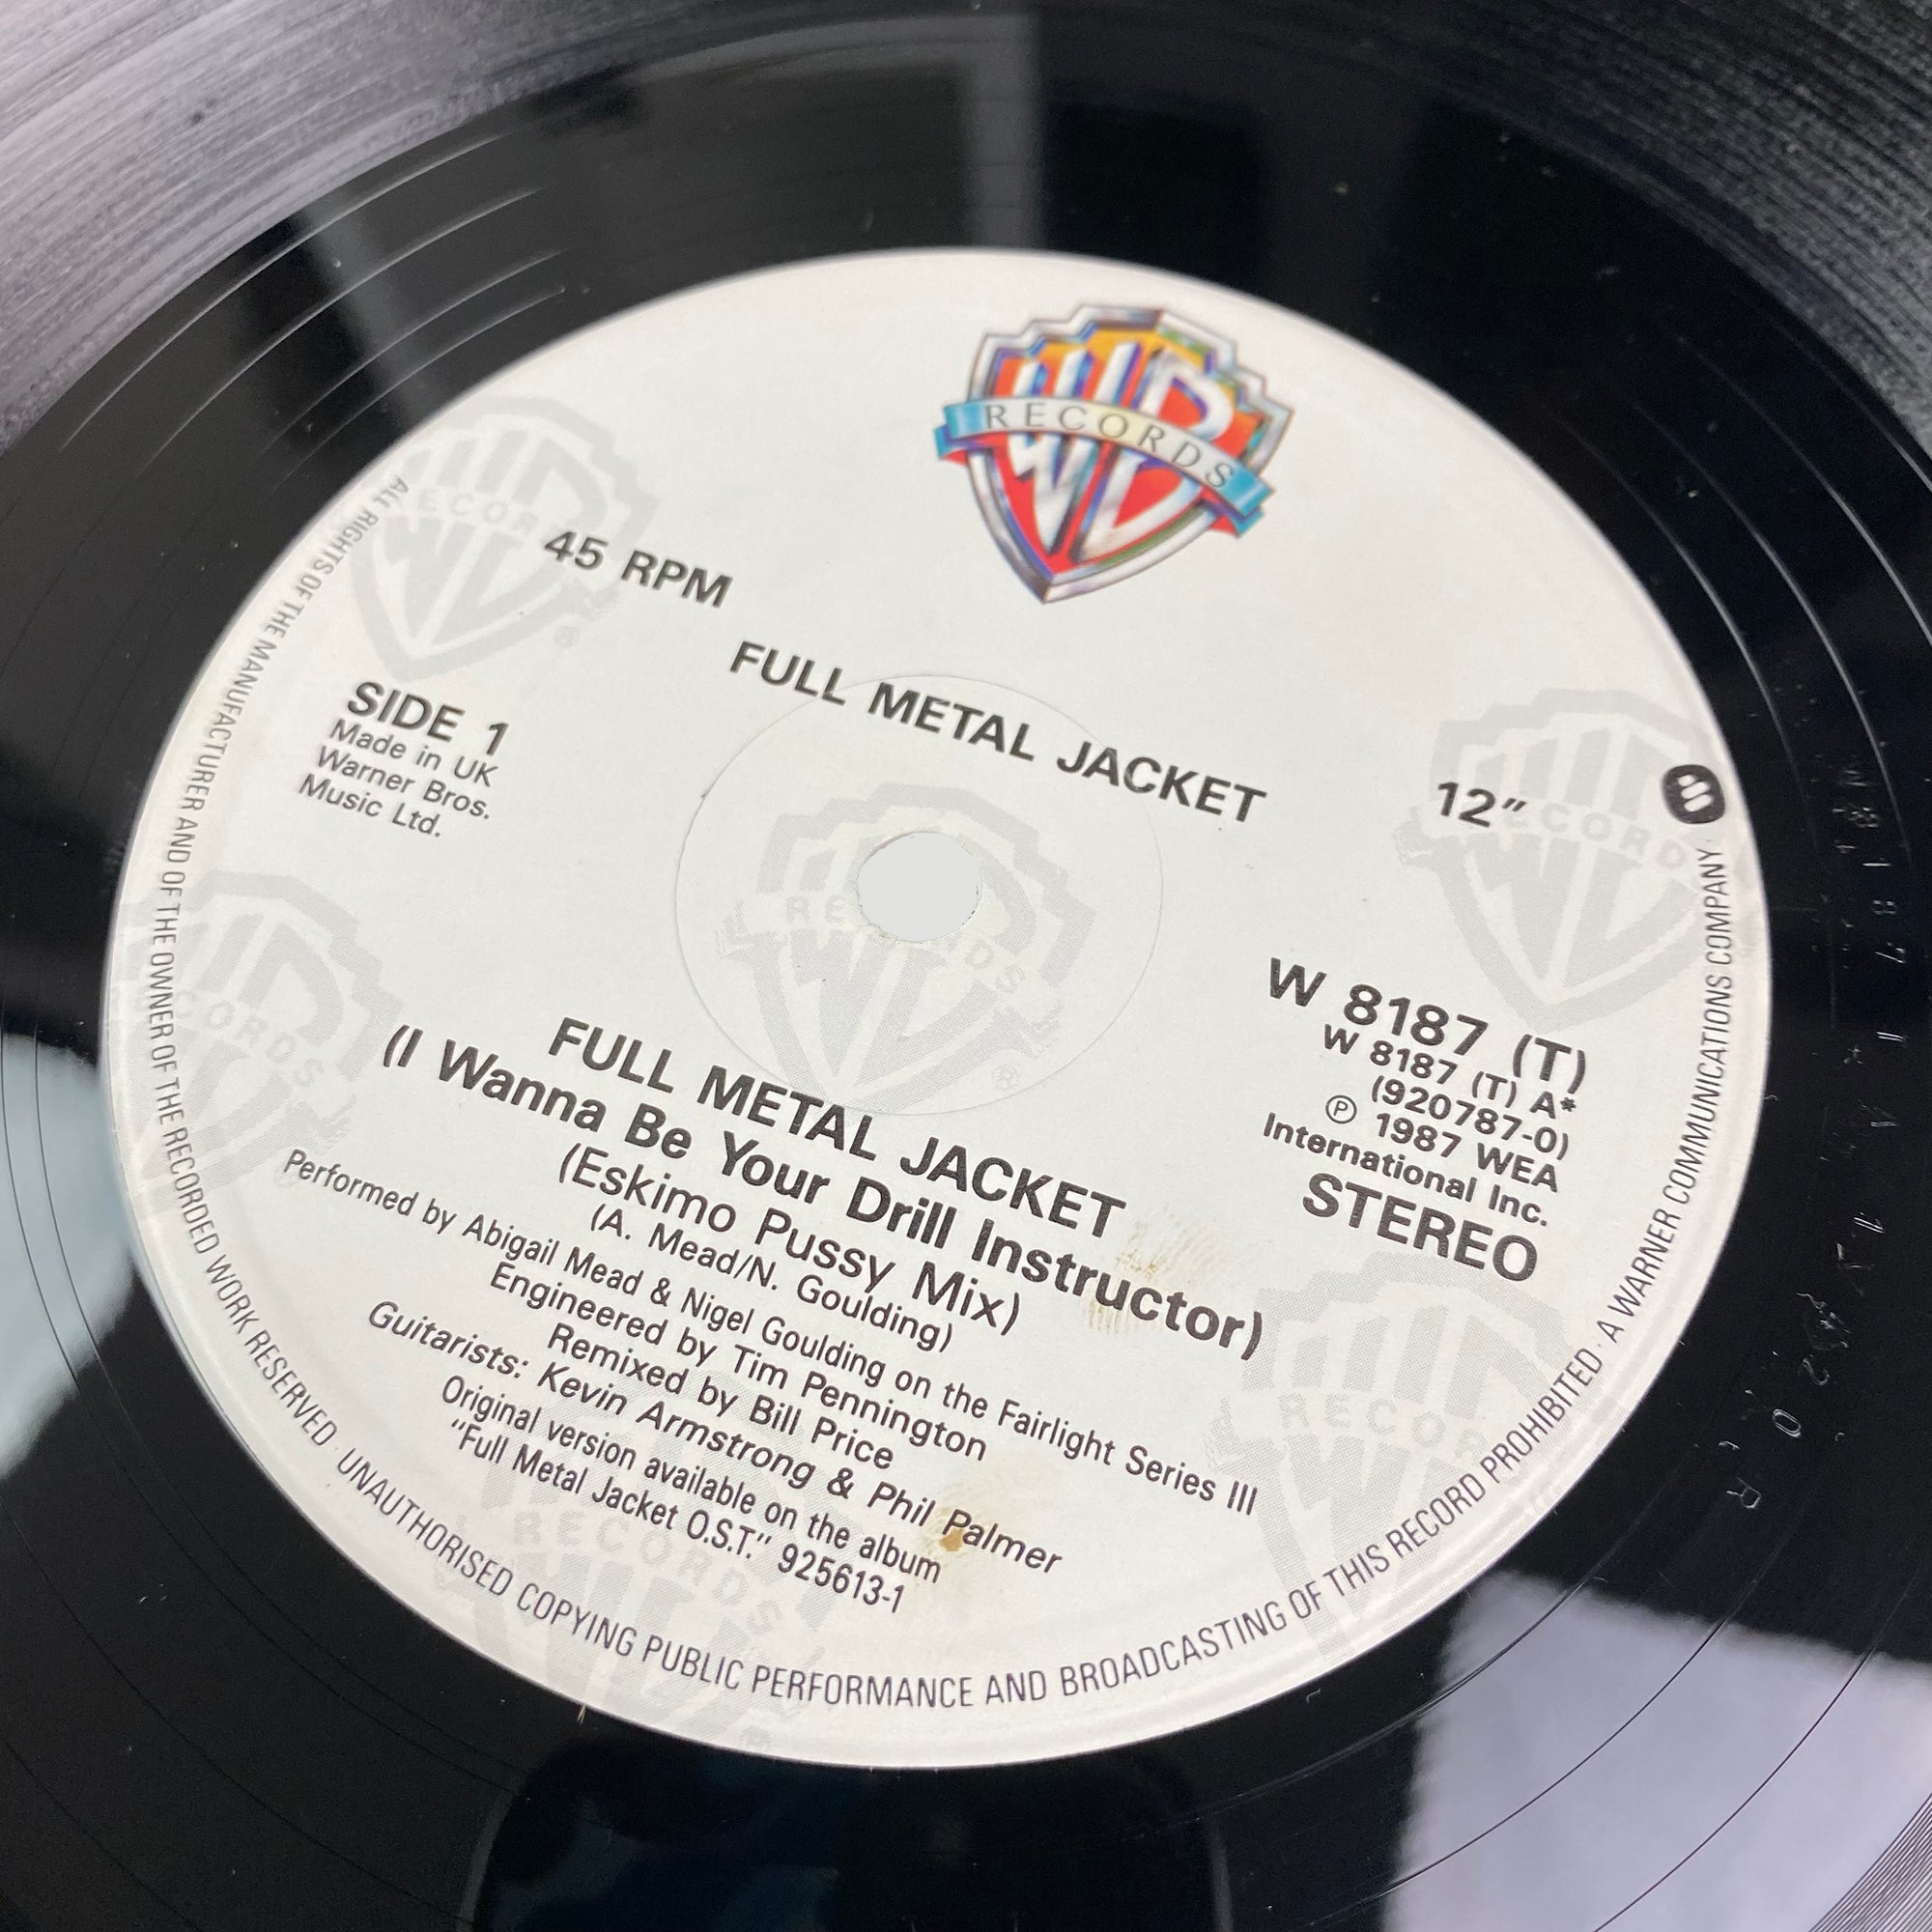 RECORDS
45 RPM
FULL METAL JACKET
SIDE 1
Made in UK
Warner Bros.
Music Ltd.
12"
W 8187 (T)
W 8187 (T) A*
(920787-0)
℗ 1987 WEA
International Inc.
STEREO
FULL METAL JACKET
(I Wanna Be Your Drill Instructor)
(Eskimo Pussy Mix)
(A. Mead/N. Goulding)
Performed by Abigail Mead & Nigel Goulding on the Fairlight Series III
Engineered by Tim Pennington
Remixed by Bill Price
Guitarists: Kevin Armstrong & Phil Palmer
Original version available on the album
"Full Metal Jacket O.S.T." 925613-1
ALL RIGHTS OF THE MANUFACTURER AND OF THE OWNER OF THE RECORDED WORK RESERVED · UNAUTHORISED COPYING PUBLIC PERFORMANCE AND BROADCASTING OF THIS RECORD PROHIBITED · A WARNER COMMUNICATIONS COMPANY